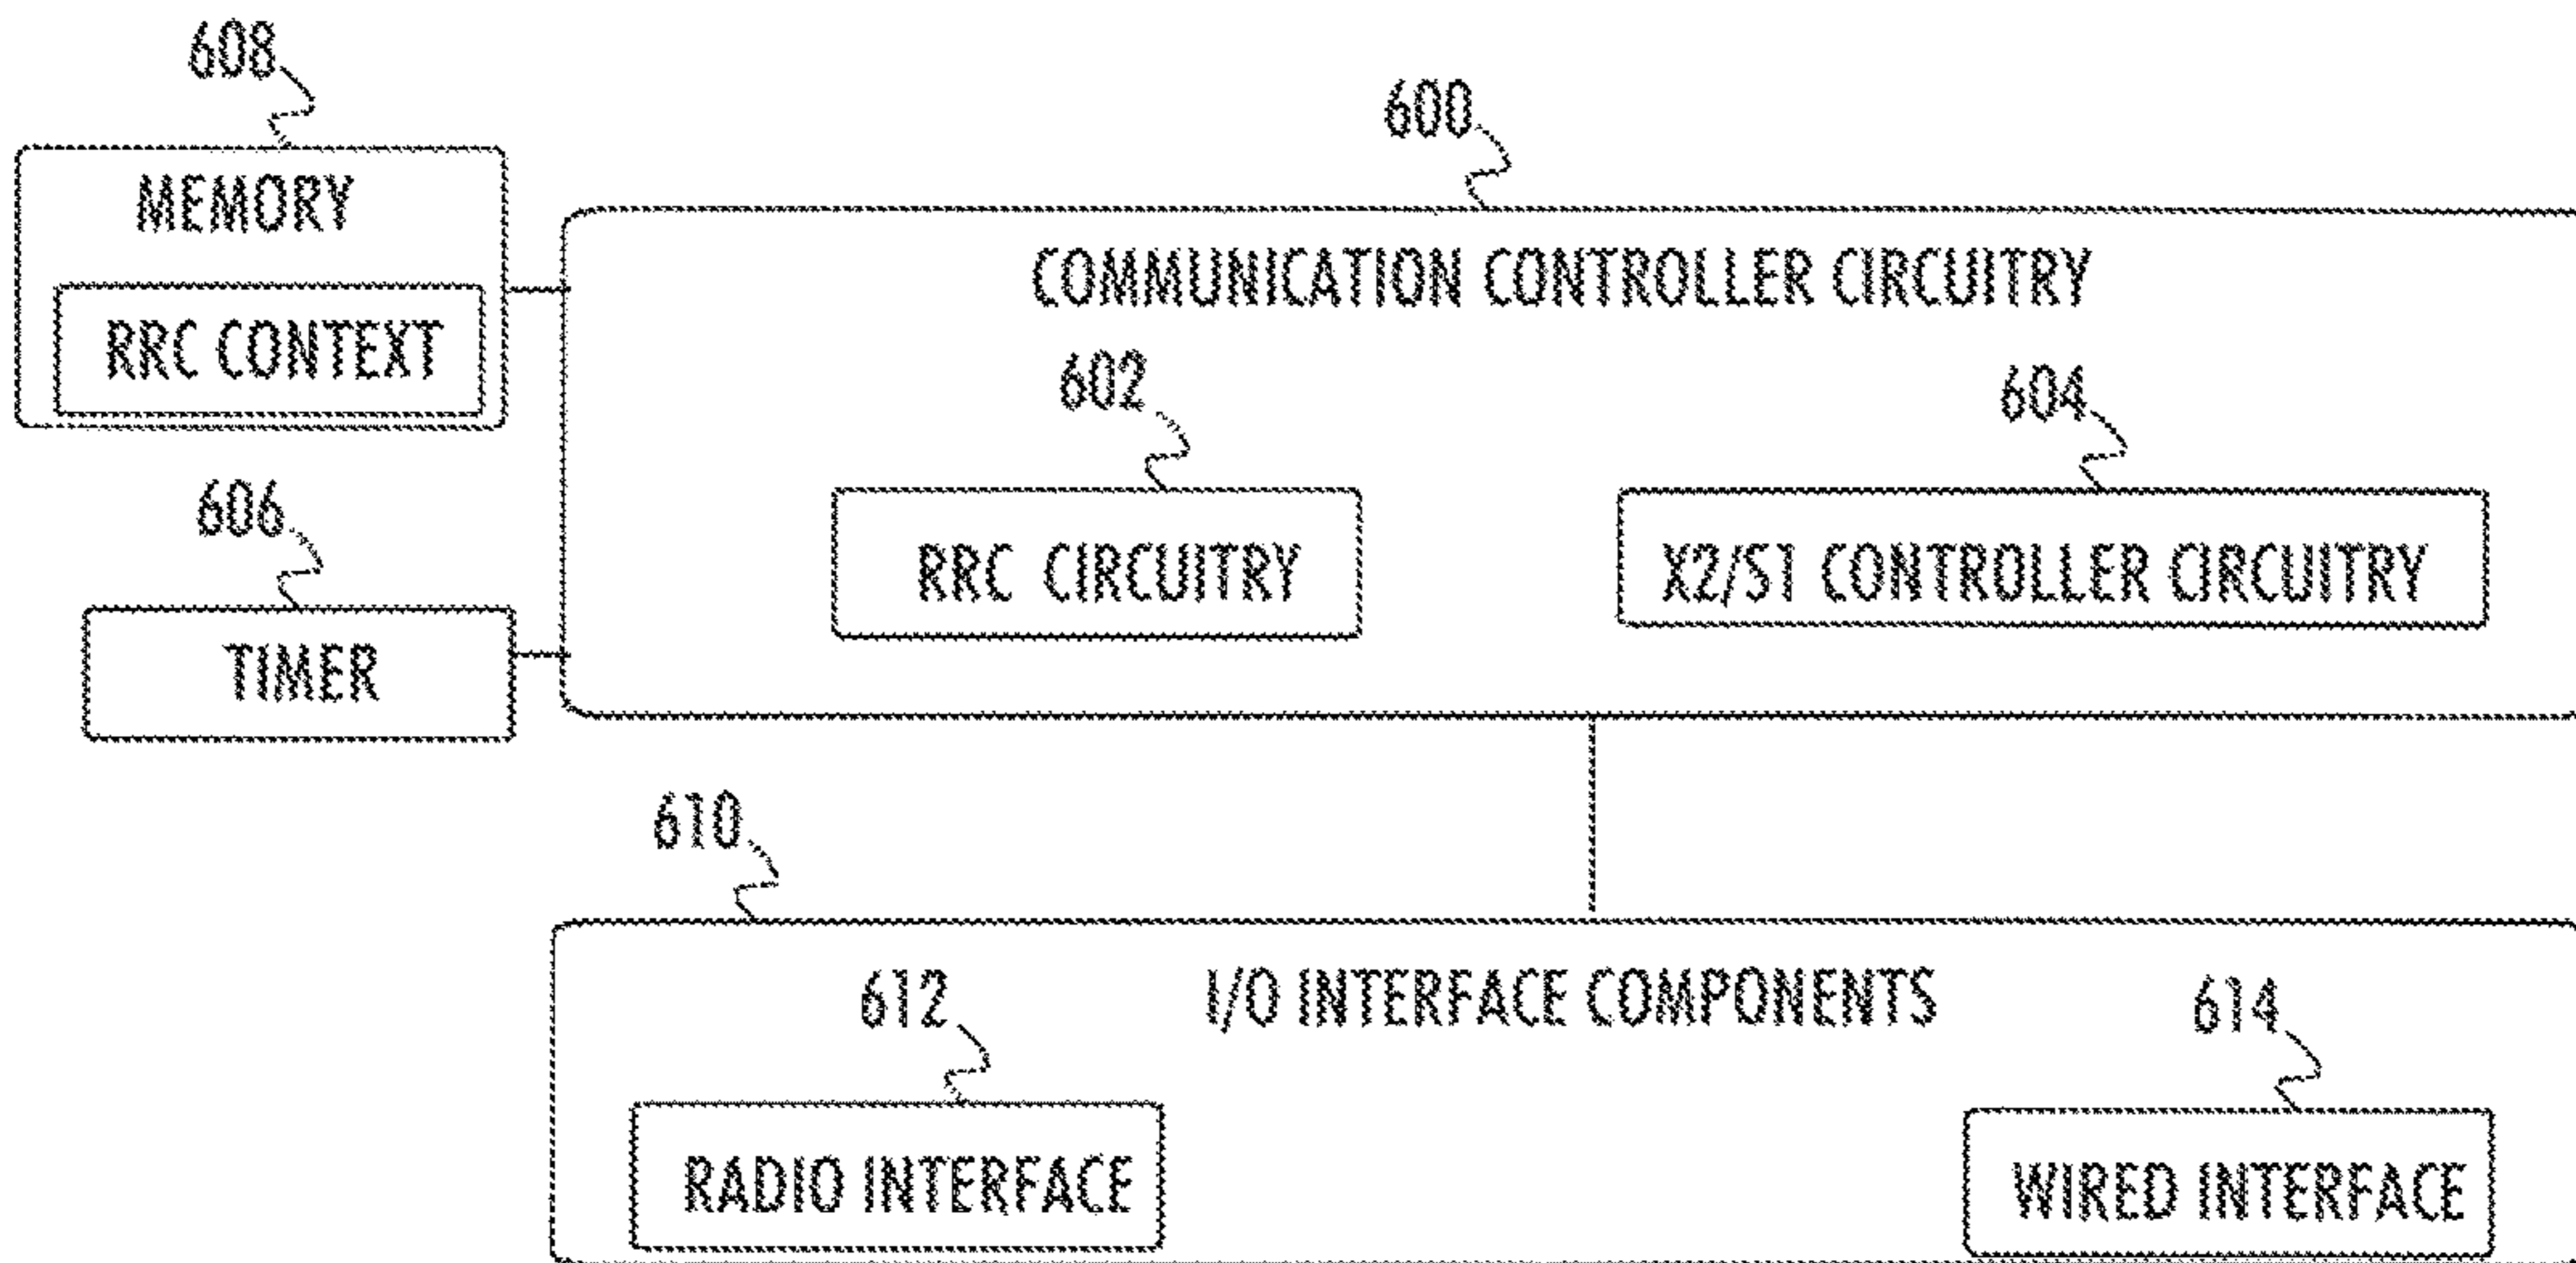 608
600
MEMORY
COMMUNICATION CONTROLLER CIRCUITRY
RRC CONTEXT
602
604
606
RRC CIRCUITRY
X2/S1 CONTROLLER CIRCUITRY
TIMER
610
612
I/O INTERFACE COMPONENTS
614
RADIO INTERFACE
WIRED INTERFACE